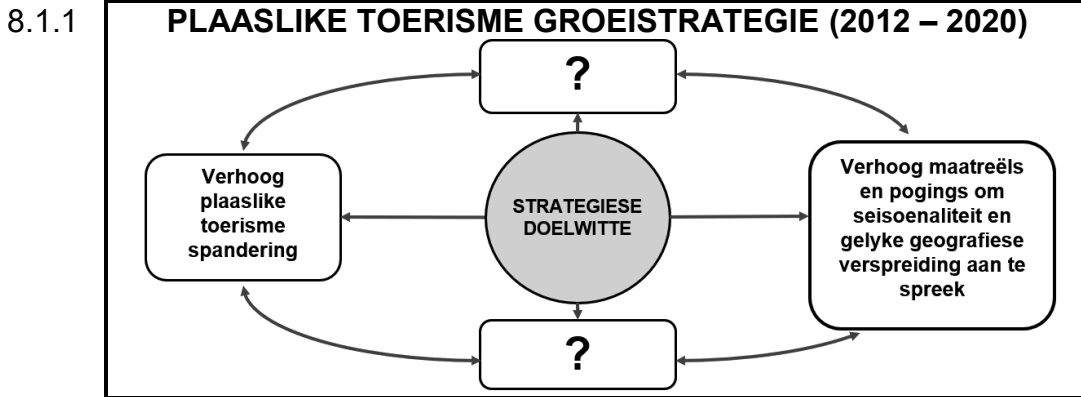 8.1.1
PLAASLIKE TOERISME GROEISTRATEGIE (2012 – 2020)
?
Verhoog
plaaslike
toerisme
spandering
STRATEGIESE
DOELWITTE
Verhoog maatreëls
en pogings om
seisoenaliteit en
gelyke geografiese
verspreiding aan te
spreek
?